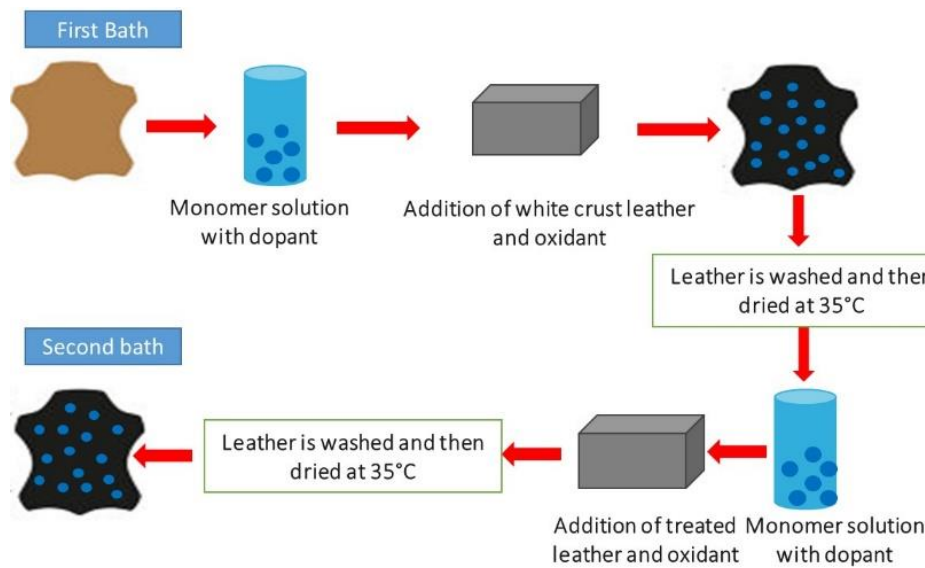 First Bath
Monomer solution
with dopant
Addition of white crust leather
and oxidant
Leather is washed and then
dried at 35°C
Second bath
Leather is washed and then
dried at 35°C
Addition of treated
leather and oxidant
Monomer solution
with dopant